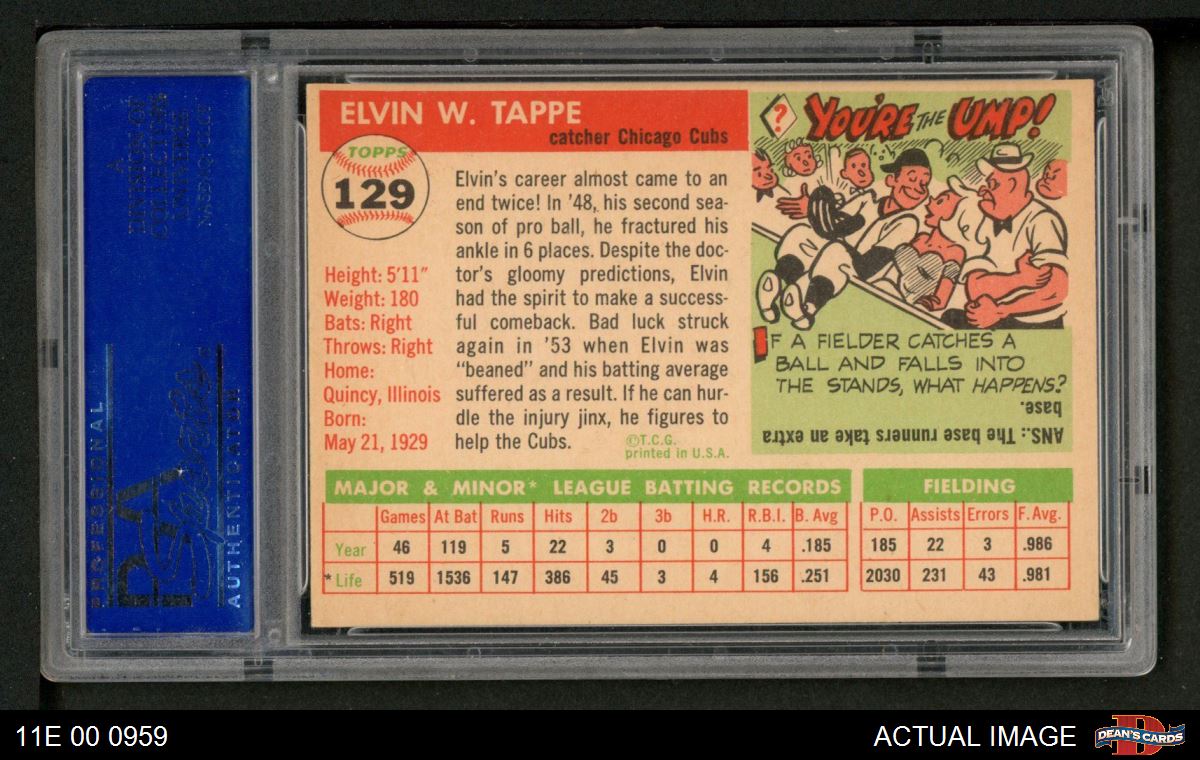 A
DIVISION OF
COLLECTORS
UNIVERSE
NASDAQ: CLCT
PROFESSIONAL
PSA
Sports
AUTHENTICATOR
ELVIN W. TAPPE
catcher Chicago Cubs
TOPPS
129
Height: 5'11"
Weight: 180
Bats: Right
Throws: Right
Home:
Quincy, Illinois
Born:
May 21, 1929
Elvin's career almost came to an
end twice! In '48, his second sea-
son of pro ball, he fractured his
ankle in 6 places. Despite the doc-
tor's gloomy predictions, Elvin
had the spirit to make a success-
ful comeback. Bad luck struck
again in '53 when Elvin was
"beaned" and his batting average
suffered as a result. If he can hur-
dle the injury jinx, he figures to
help the Cubs.
©T.C.G.
printed in U.S.A.
?
YOU'RE THE UMP!
IF A FIELDER CATCHES A
BALL AND FALLS INTO
THE STANDS, WHAT HAPPENS?
ANS.: The base runners take an extra
base.
MAJOR & MINOR* LEAGUE BATTING RECORDS FIELDING
Games At Bat Runs Hits 2b 3b H.R. R.B.I. B. Avg P.O. Assists Errors F. Avg.
Year 46 119 5 22 3 0 0 4 .185 185 22 3 .986
* Life 519 1536 147 386 45 3 4 156 .251 2030 231 43 .981
11E 00 0959
ACTUAL IMAGE
D
DEAN'S CARDS